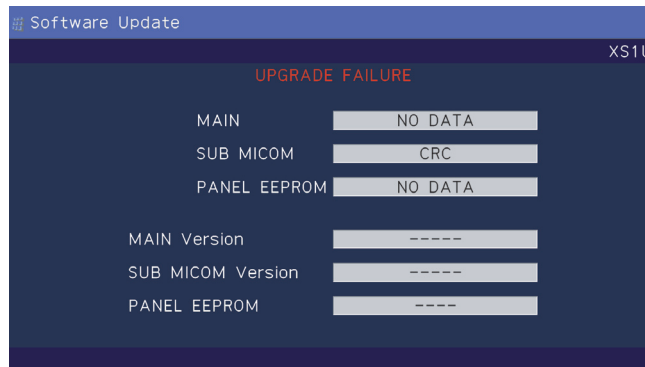 Software Update
XS1U
UPGRADE FAILURE
MAIN NO DATA
SUB MICOM CRC
PANEL EEPROM NO DATA
MAIN Version -----
SUB MICOM Version -----
PANEL EEPROM ----